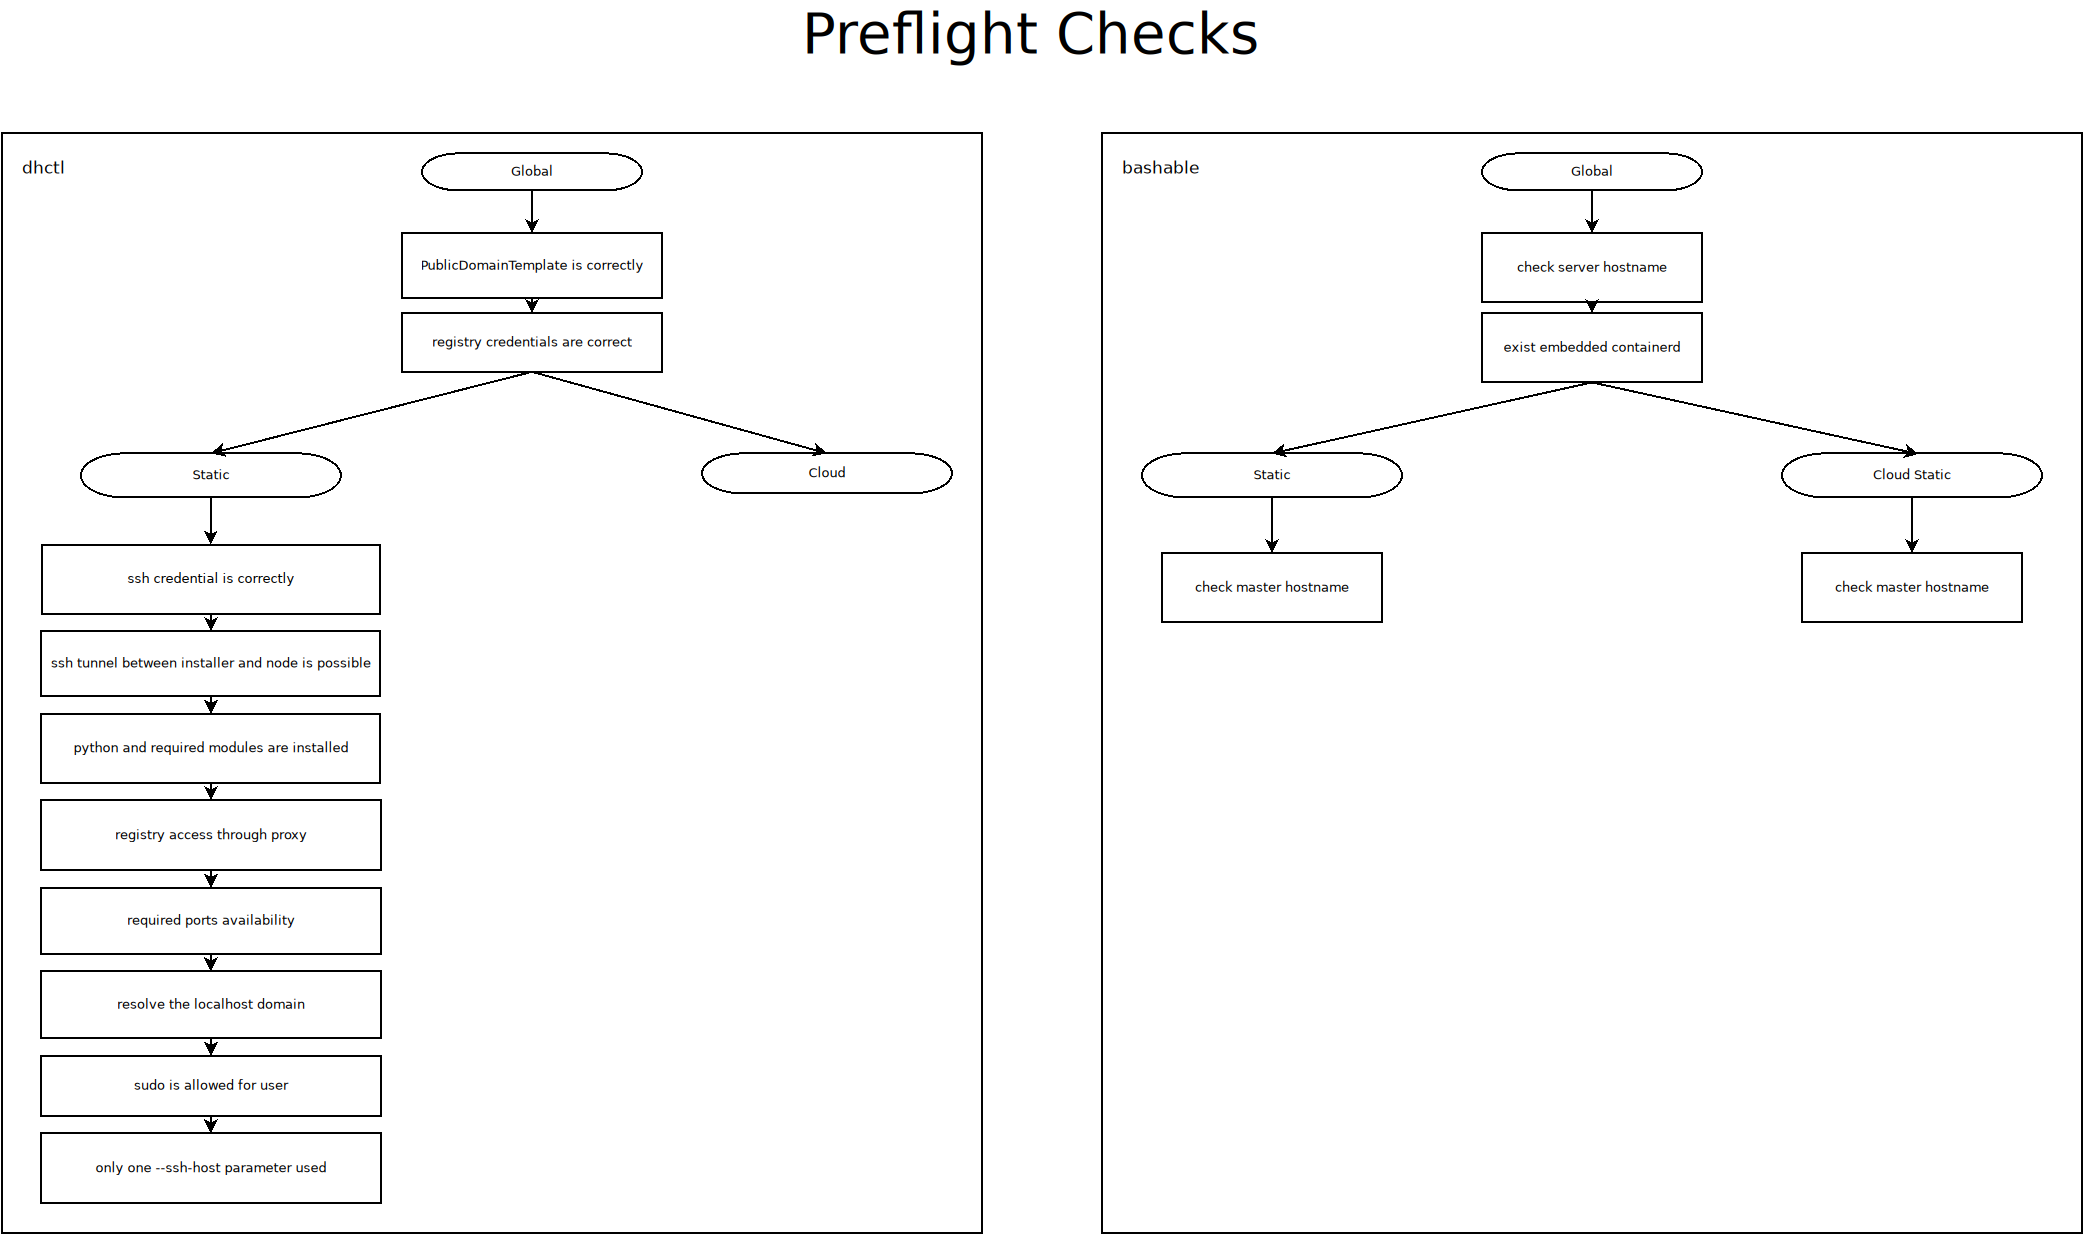 Preflight Checks
dhctl
Global
PublicDomainTemplate is correctly
registry credentials are correct
Static
Cloud
ssh credential is correctly
ssh tunnel between installer and node is possible
python and required modules are installed
registry access through proxy
required ports availability
resolve the localhost domain
sudo is allowed for user
only one --ssh-host parameter used
bashable
Global
check server hostname
exist embedded containerd
Static
Cloud Static
check master hostname
check master hostname